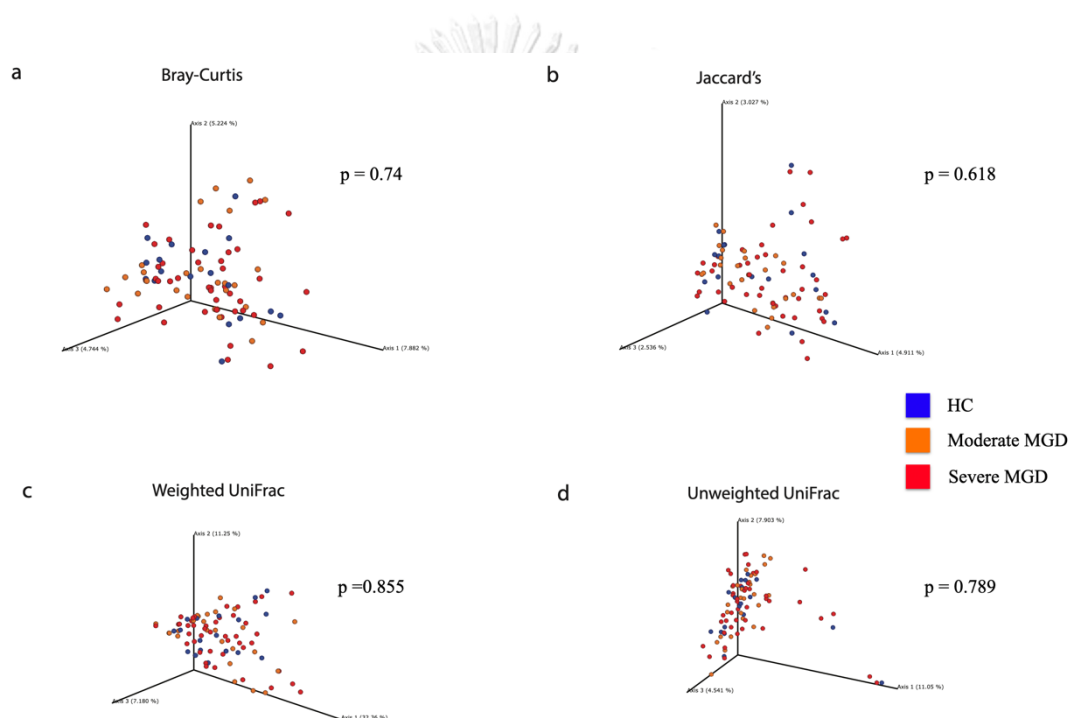 a
Bray-Curtis
Axis 2 (5.224 %)
p = 0.74
Axis 3 (4.744 %)
Axis 1 (7.882 %)
b
Jaccard's
Axis 2 (3.027 %)
p = 0.618
Axis 3 (2.536 %)
Axis 1 (4.911 %)
HC
Moderate MGD
Severe MGD
c
Weighted UniFrac
Axis 2 (11.25 %)
p =0.855
Axis 3 (7.180 %)
d
Unweighted UniFrac
Axis 2 (7.903 %)
p = 0.789
Axis 3 (4.541 %)
Axis 1 (11.05 %)